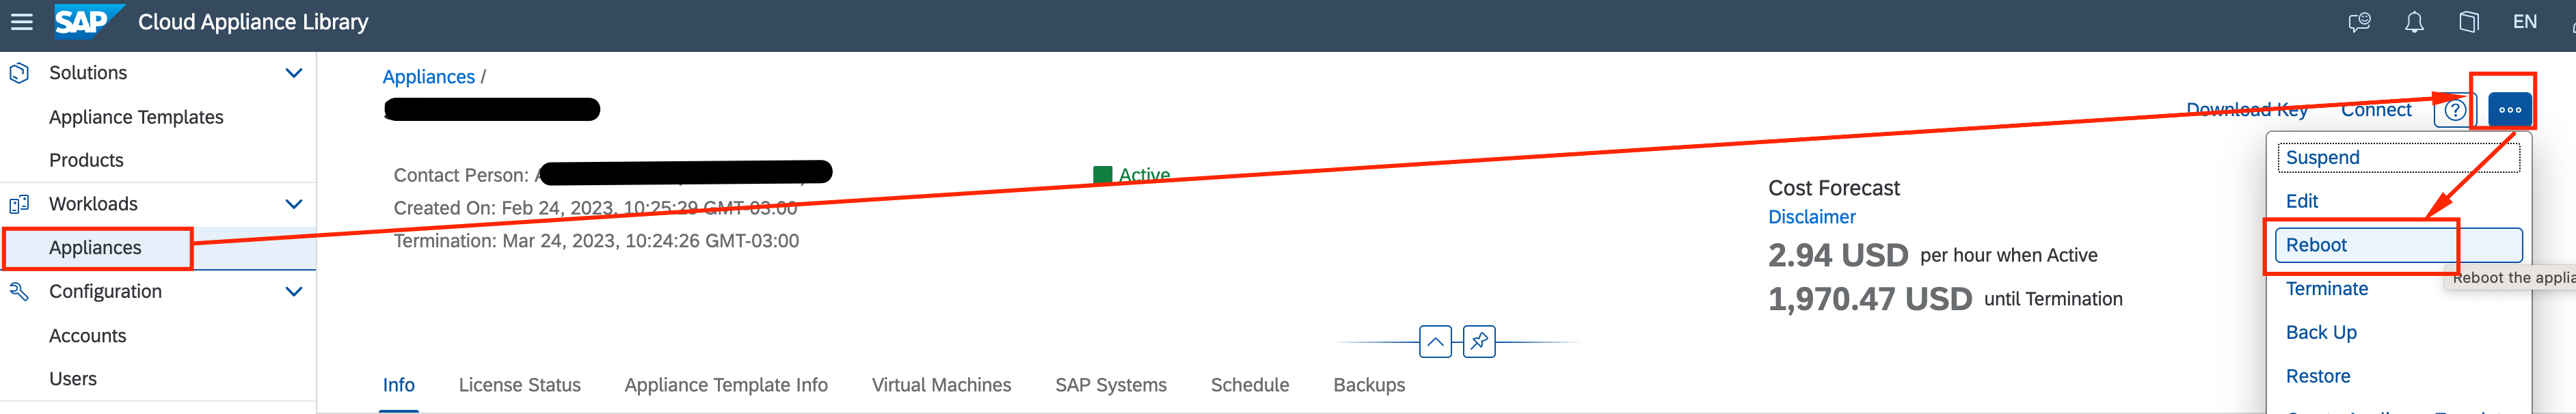 SAP Cloud Appliance Library
EN
Solutions
Appliance Templates
Products
Workloads
Appliances
Configuration
Accounts
Users
Appliances /
Download Key Connect
Contact Person:
Active
Created On: Feb 24, 2023, 10:25:29 GMT-03:00
Termination: Mar 24, 2023, 10:24:26 GMT-03:00
Cost Forecast
Disclaimer
2.94 USD per hour when Active
1,970.47 USD until Termination
Suspend
Edit
Reboot
Reboot the applia
Terminate
Back Up
Restore
Info License Status Appliance Template Info Virtual Machines SAP Systems Schedule Backups